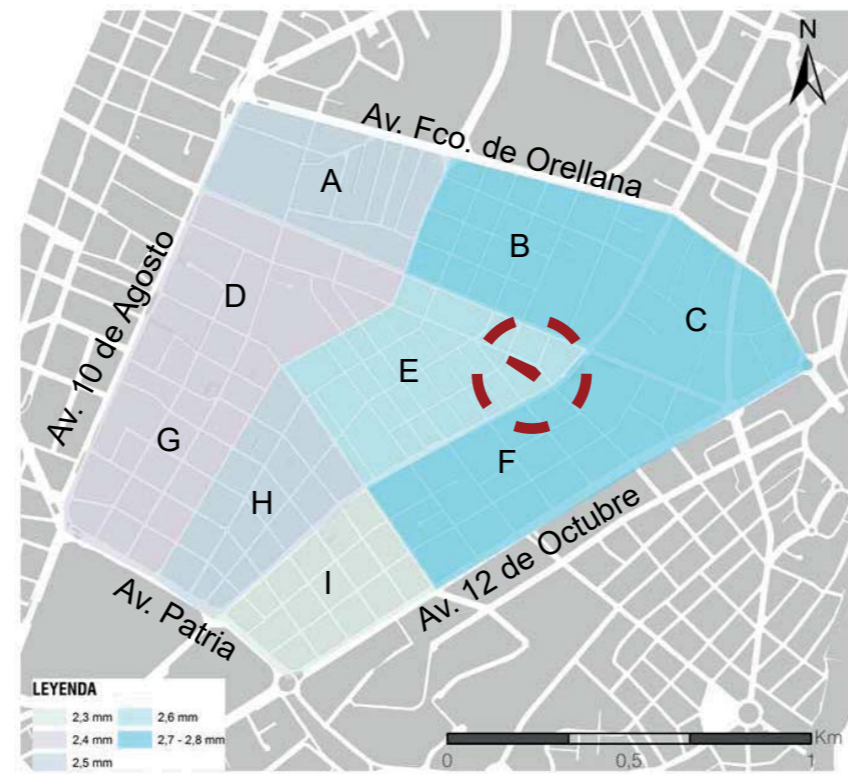 N
Av. Fco. de Orellana
A
B
Av. 10 de Agosto
D
C
E
G
F
H
Av. 12 de Octubre
I
Av. Patria
LEYENDA
2,3 mm
2,6 mm
2,4 mm
2,7 - 2,8 mm
2,5 mm
Km
0
0,5
1